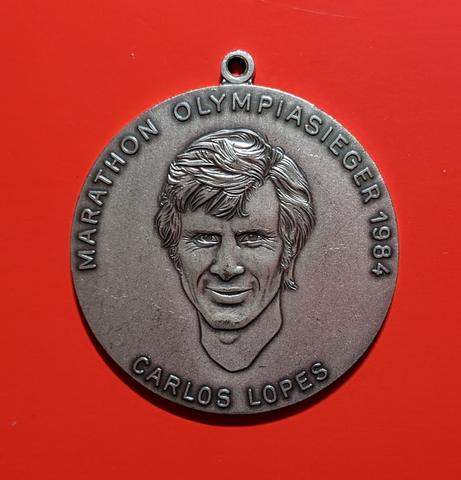 MARATHON OLYMPIASIEGER 1984
CARLOS LOPES